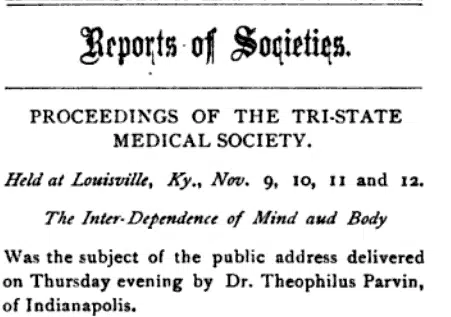 Reports of Societies.
PROCEEDINGS OF THE TRI-STATE
MEDICAL SOCIETY.
Held at Louisville, Ky., Nov. 9, 10, 11 and 12.
The Inter-Dependence of Mind aud Body
Was the subject of the public address delivered
on Thursday evening by Dr. Theophilus Parvin,
of Indianapolis.